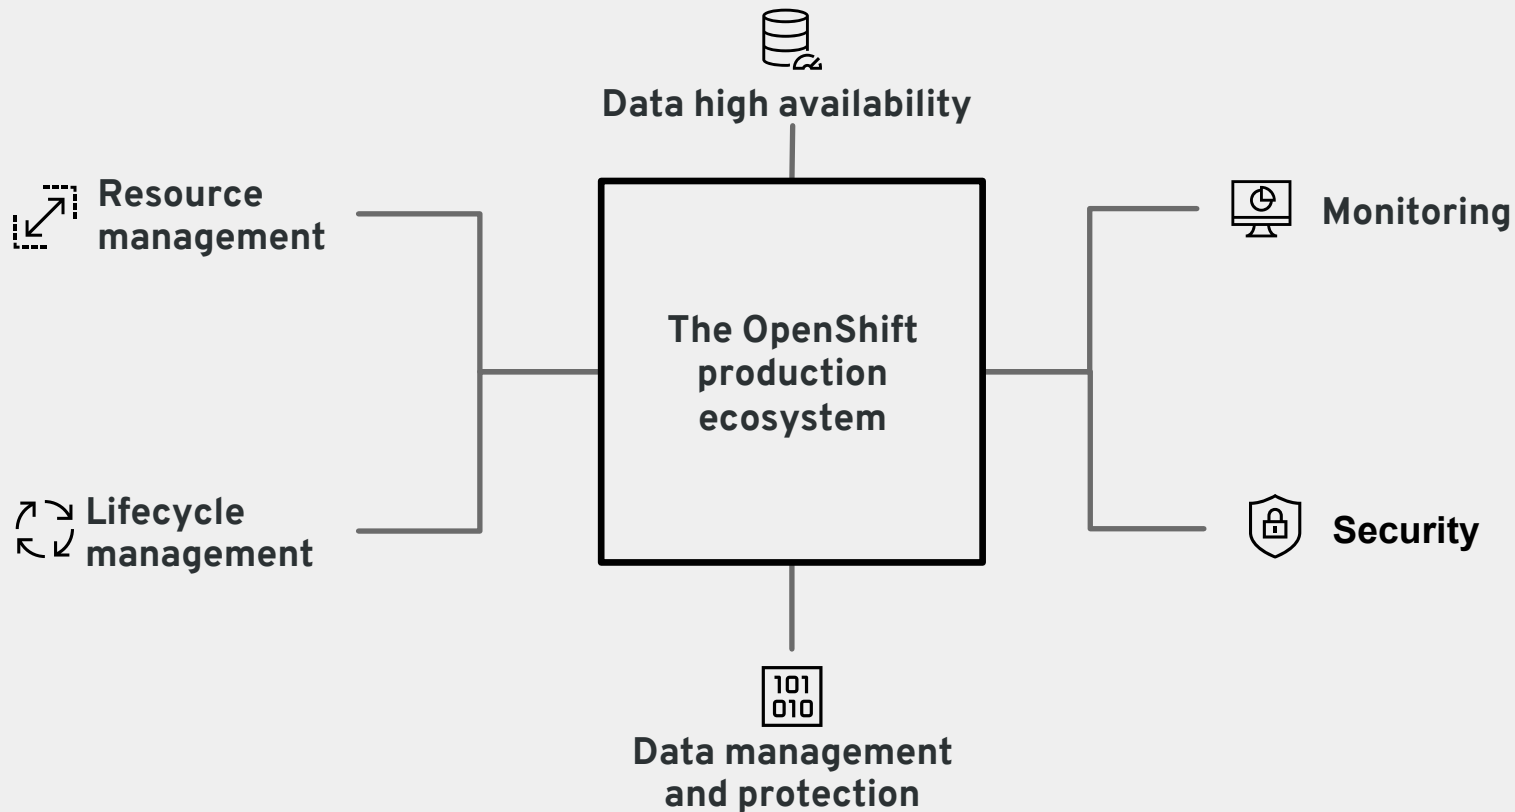 Data high availability
Resource
management
Monitoring
The OpenShift
production
ecosystem
Lifecycle
management
Security
101
010
Data management
and protection